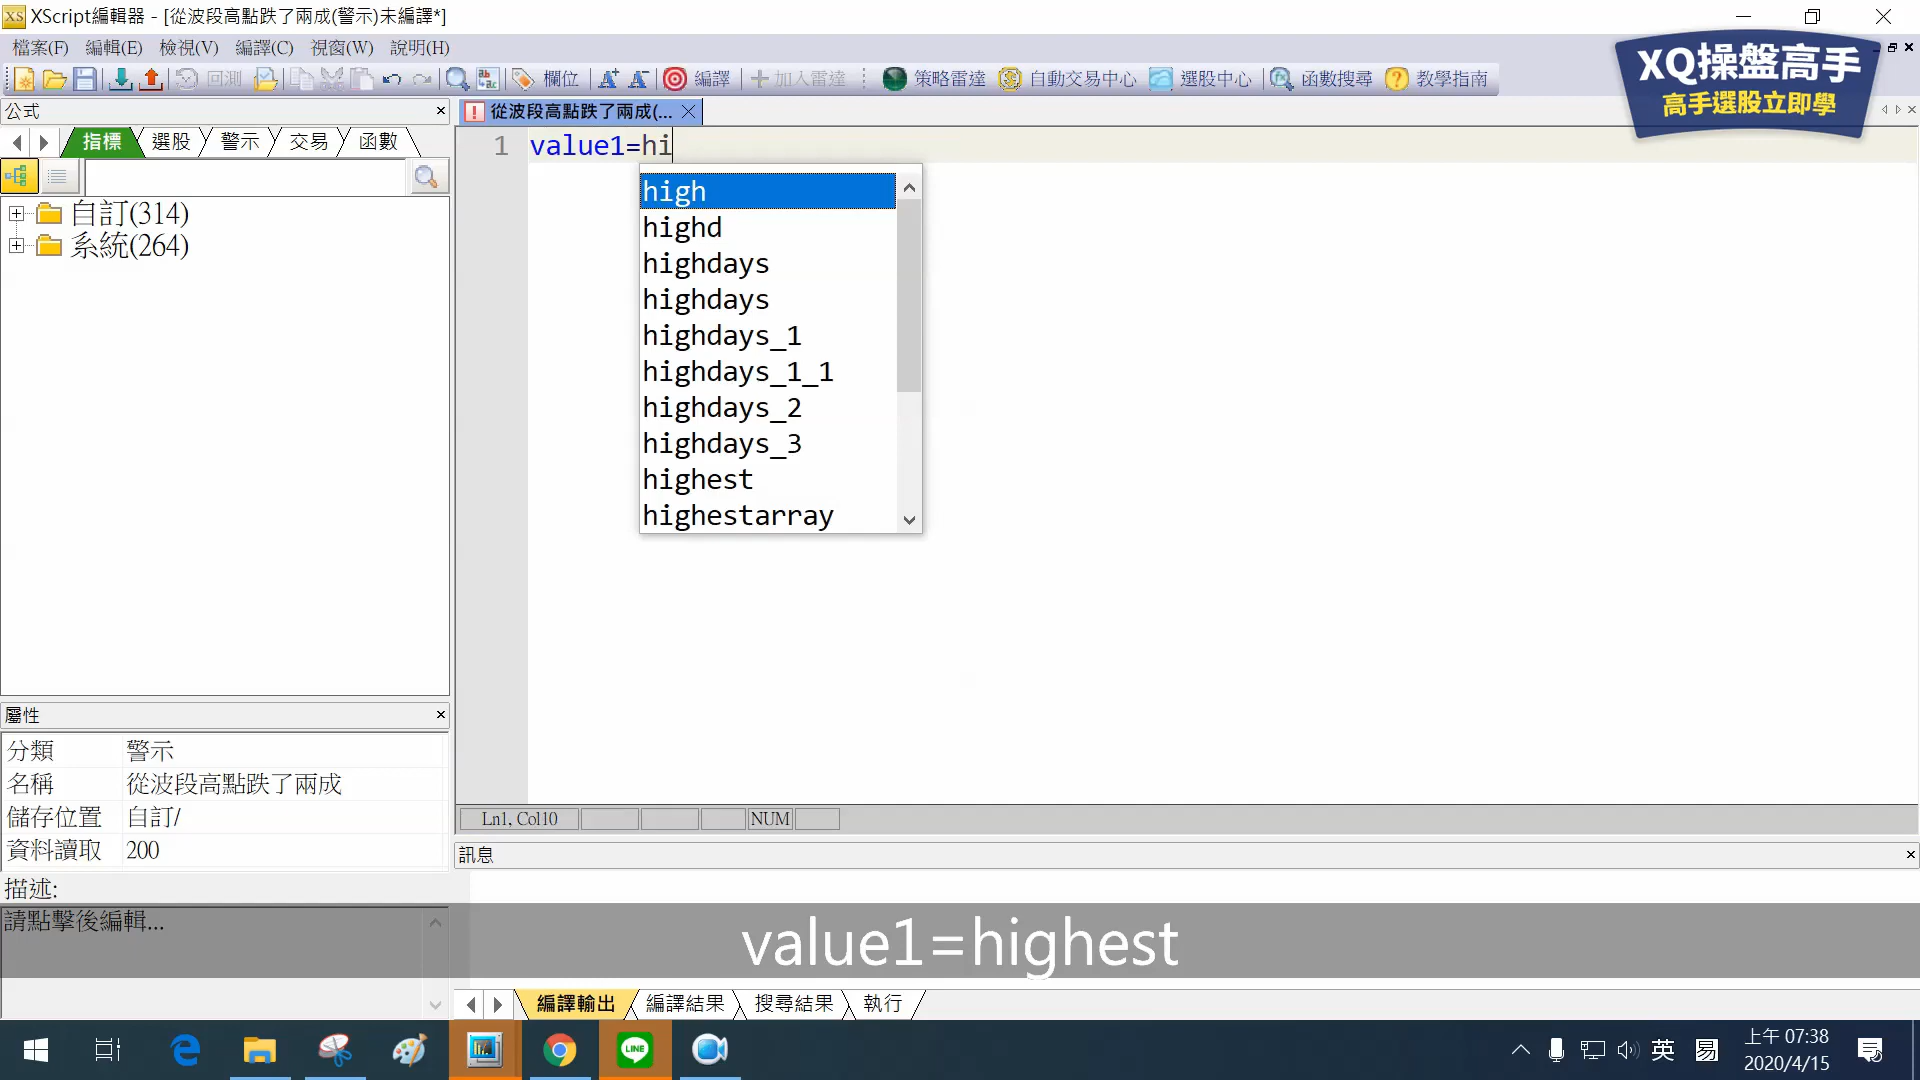 XScript編輯器 - [從波段高點跌了兩成(警示)未編譯*]
檔案(F) 編輯(E) 檢視(V) 編譯(C) 視窗(W) 說明(H)
回測 欄位 編譯 加入雷達 策略雷達 自動交易中心 選股中心 函數搜尋 教學指南
XQ操盤高手
高手選股立即學
公式
從波段高點跌了兩成(...
指標 選股 警示 交易 函數
自訂(314)
系統(264)
1 value1=hi
high
highd
highdays
highdays
highdays_1
highdays_1_1
highdays_2
highdays_3
highest
highestarray
屬性
分類 警示
名稱 從波段高點跌了兩成
儲存位置 自訂/
資料讀取 200
描述:
請點擊後編輯...
Ln1, Col10 NUM
訊息
value1=highest
編譯輸出 編譯結果 搜尋結果 執行
LINE
英 易
上午 07:38
2020/4/15